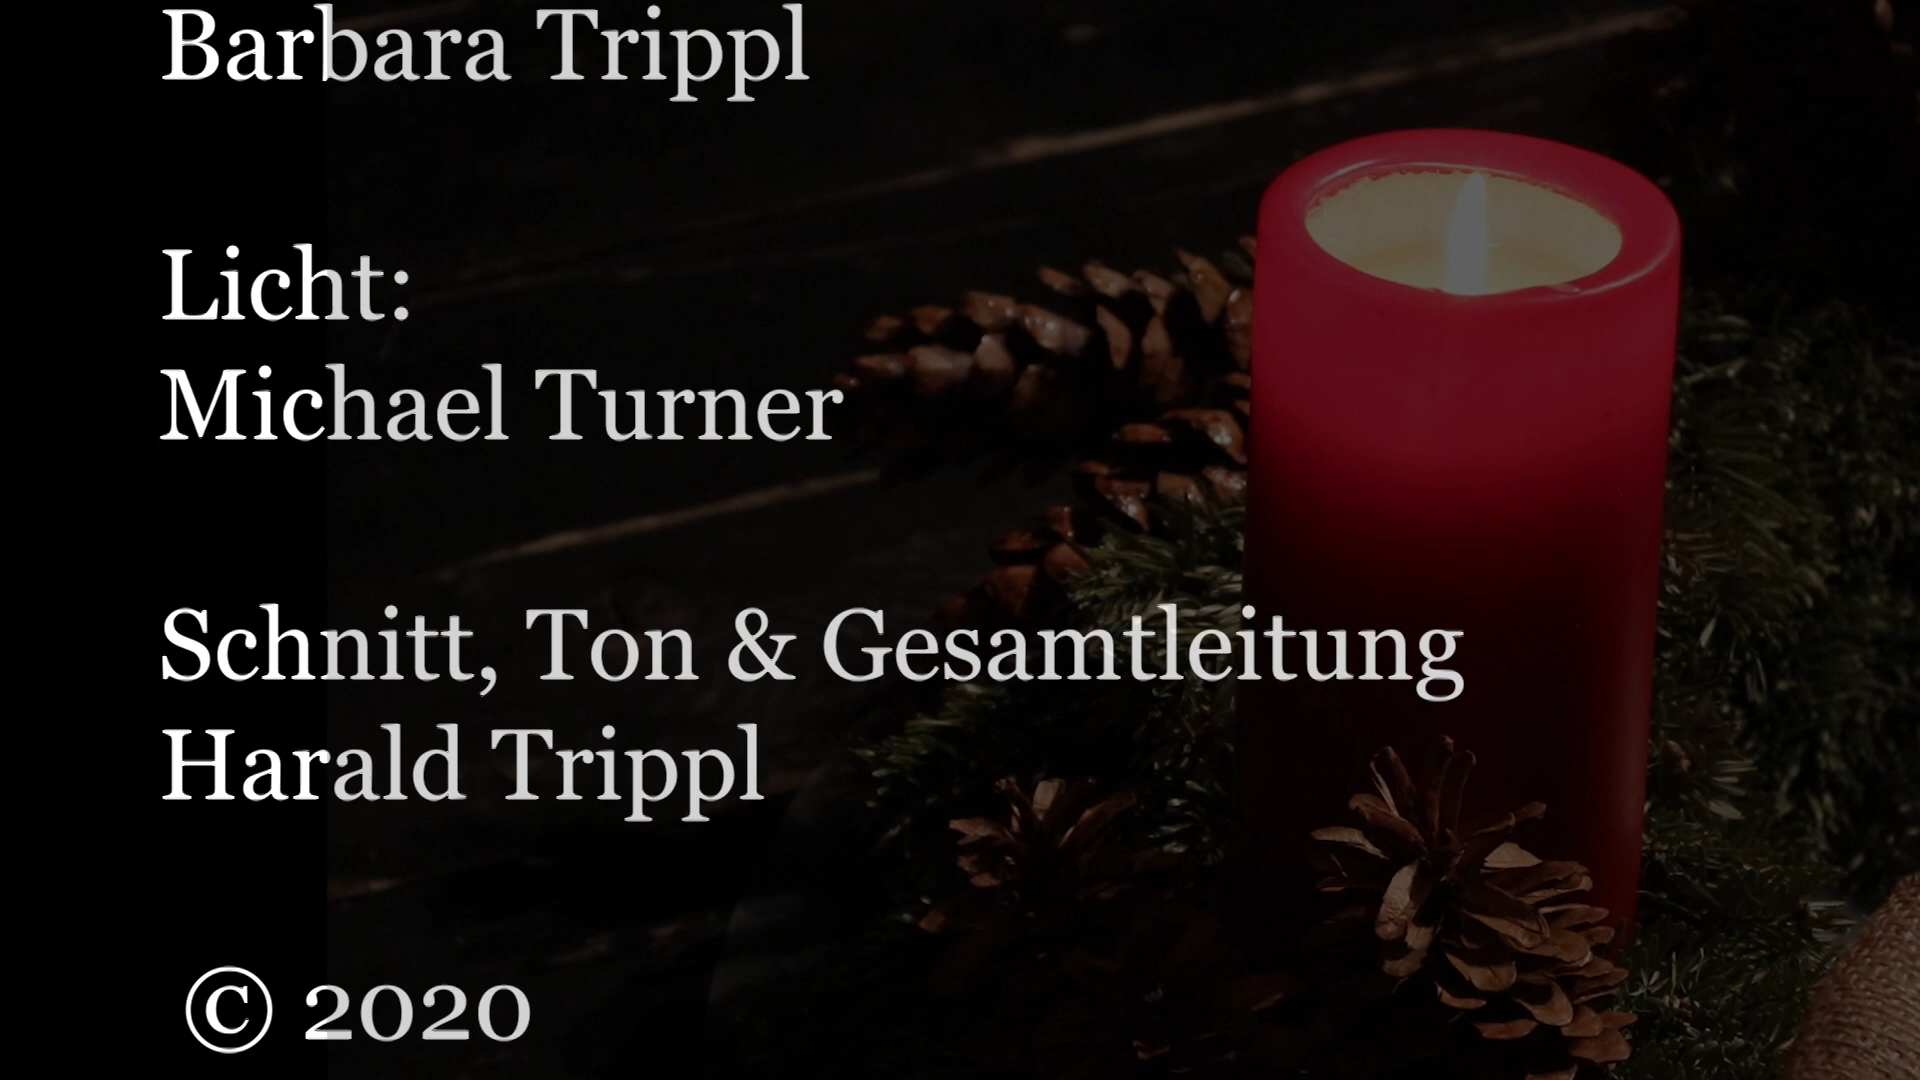 Barbara Trippl
Licht:
Michael Turner
Schnitt, Ton & Gesamtleitung
Harald Trippl
© 2020